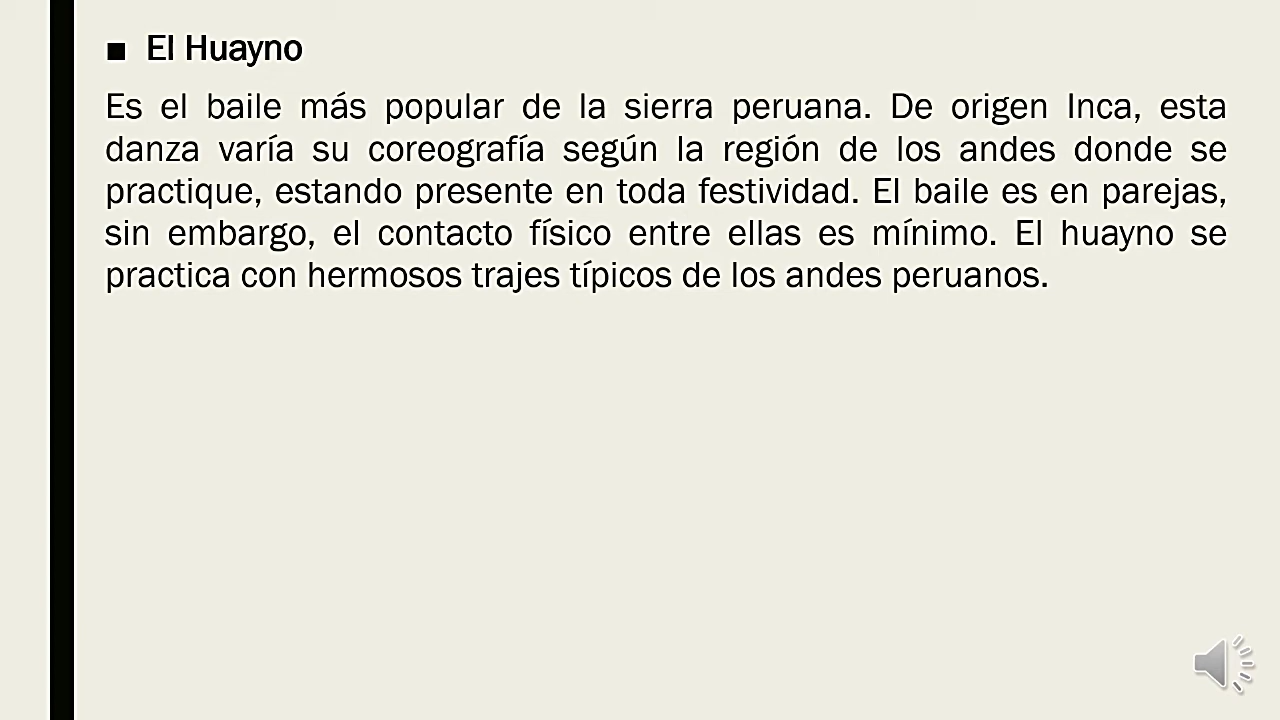 ■ El Huayno
Es el baile más popular de la sierra peruana. De origen Inca, esta
danza varía su coreografía según la región de los andes donde se
practique, estando presente en toda festividad. El baile es en parejas,
sin embargo, el contacto físico entre ellas es mínimo. El huayno se
practica con hermosos trajes típicos de los andes peruanos.